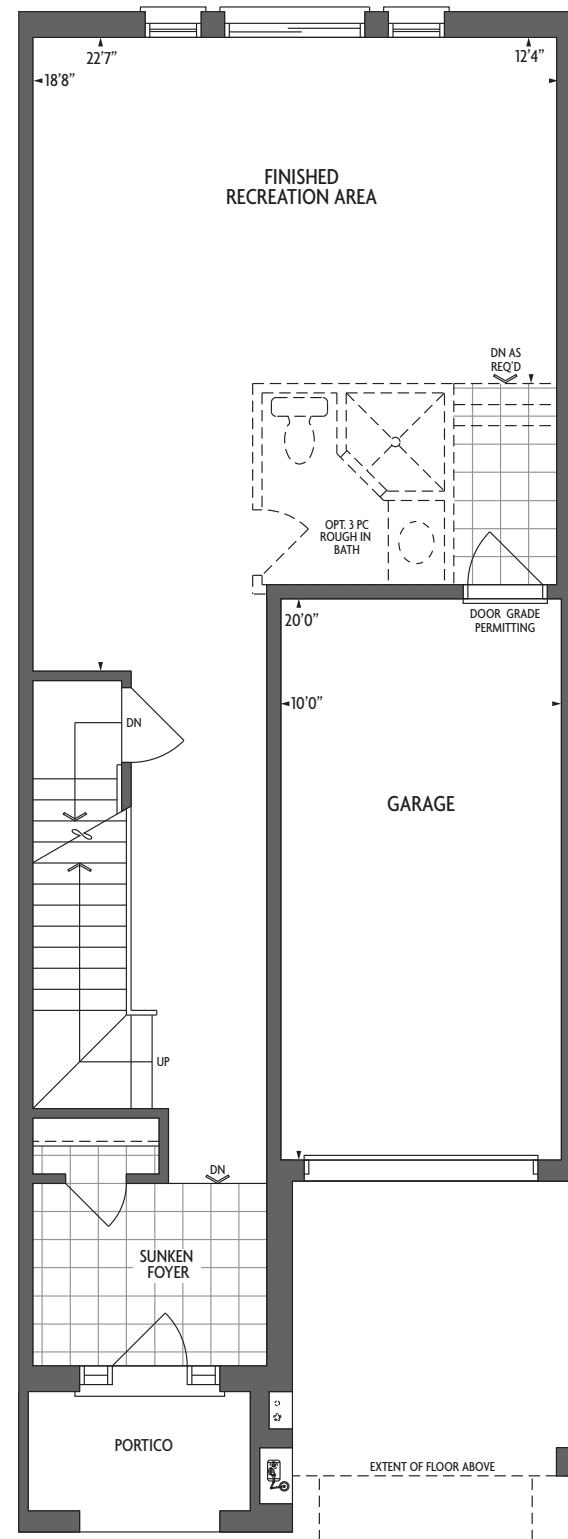 22'7"
12'4"
18'8"
FINISHED
RECREATION AREA
DN AS
REQ'D
OPT. 3 PC
ROUGH IN
BATH
20'0"
DOOR GRADE
PERMITTING
10'0"
DN
GARAGE
UP
DN
SUNKEN
FOYER
PORTICO
EXTENT OF FLOOR ABOVE